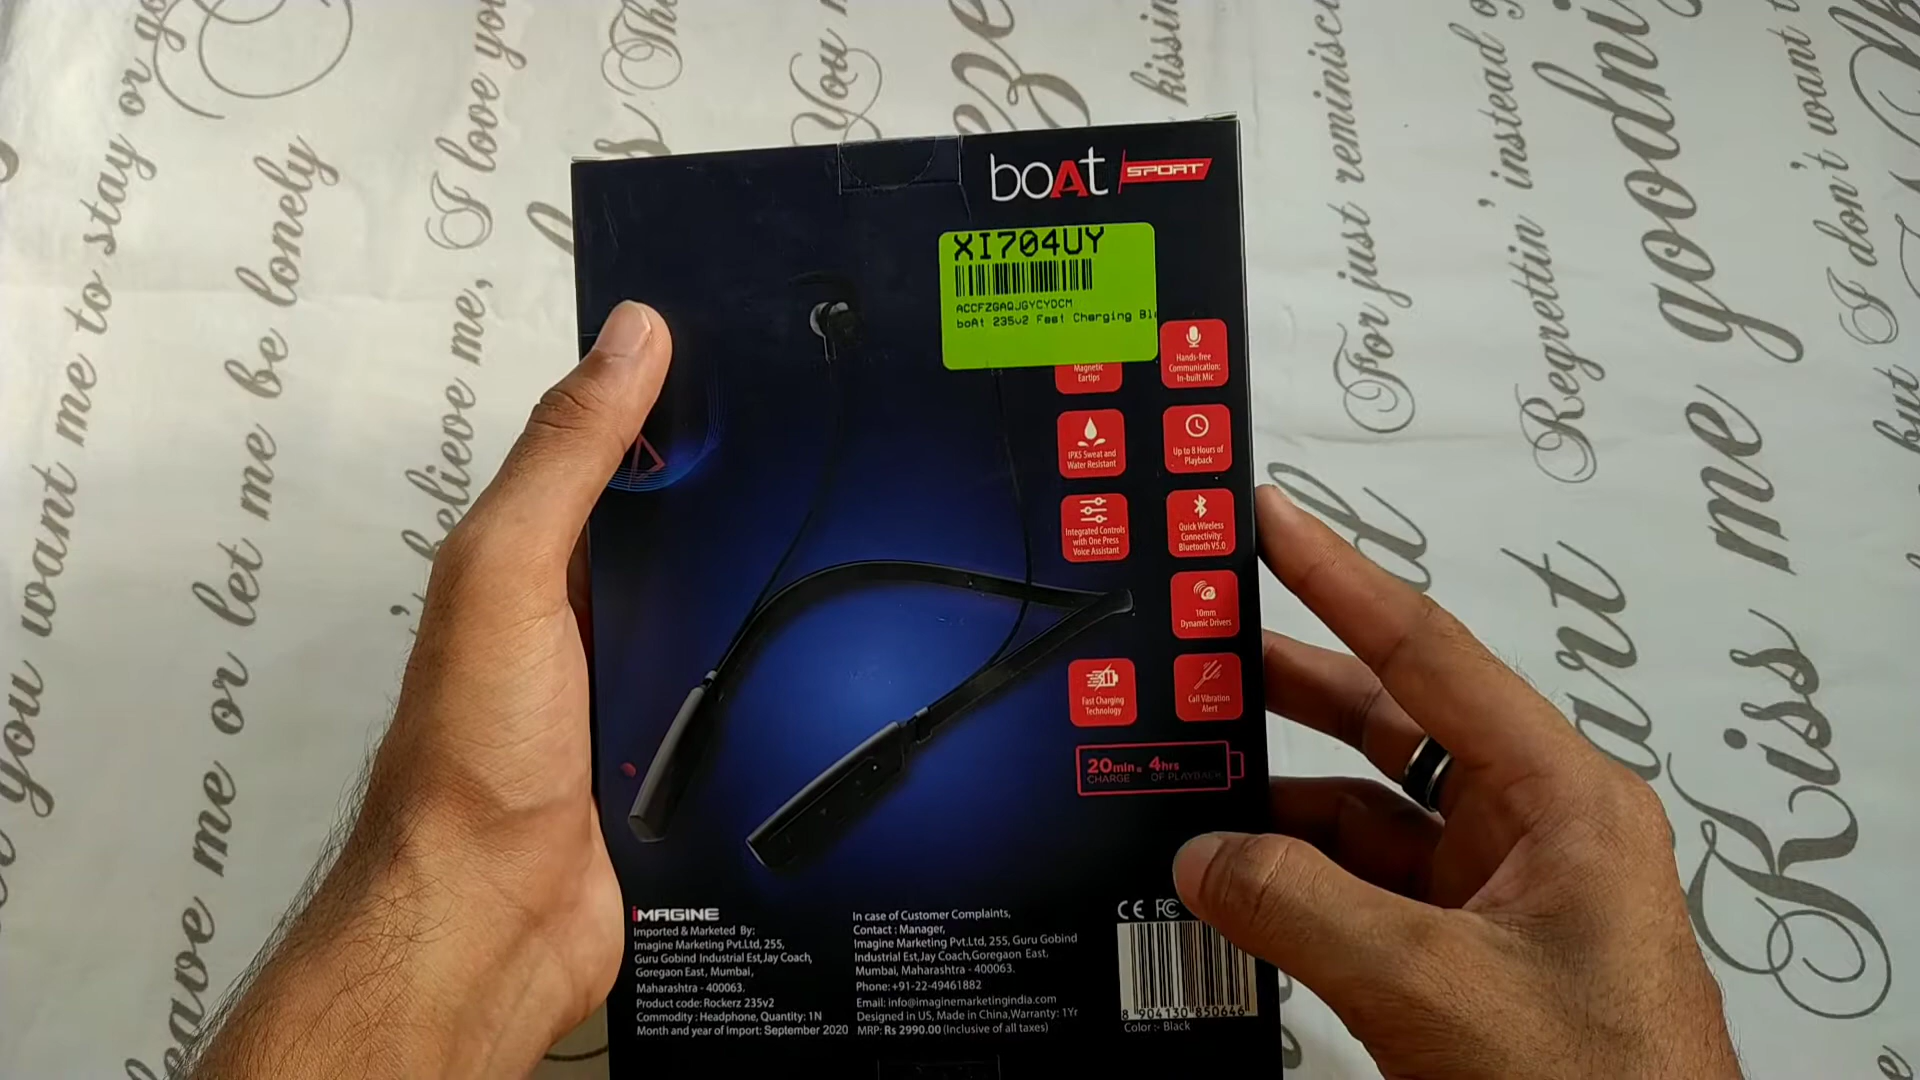 boAt SPORT
XI704UY
ACCFZGAQJGYCYDCM
boAt 235v2 Fast Charging Bl
Magnetic
Eartips
Hands-free
Communication:
In-built Mic
IPX5 Sweat and
Water Resistant
Up to 8 Hours of
Playback
Integrated Controls
with One Press
Voice Assistant
Quick Wireless
Connectivity:
Bluetooth V5.0
10mm
Dynamic Drivers
Fast Charging
Technology
Call Vibration
Alert
20min. 4hrs
CHARGE OF PLAYBACK
iMAGINE
Imported & Marketed By:
Imagine Marketing Pvt.Ltd, 255,
Guru Gobind Industrial Est,Jay Coach,
Goregaon East, Mumbai,
Maharashtra - 400063.
Product code: Rockerz 235v2
Commodity : Headphone, Quantity: 1N
Month and year of Import: September 2020
In case of Customer Complaints,
Contact : Manager,
Imagine Marketing Pvt.Ltd, 255, Guru Gobind
Industrial Est,Jay Coach,Goregaon East,
Mumbai, Maharashtra - 400063.
Phone: +91-22-49461882
Email: info@imaginemarketingindia.com
Designed in US, Made in China,Warranty: 1Yr
MRP: Rs 2990.00 (Inclusive of all taxes)
CE FC
8 904130 850646
Color :- Black
you want me to stay or go
leave me or let me be lonely
believe me, I love you
You
kissin
For just reminisc
Regrettin' instead
Kiss me goodni
I don't want t
but I